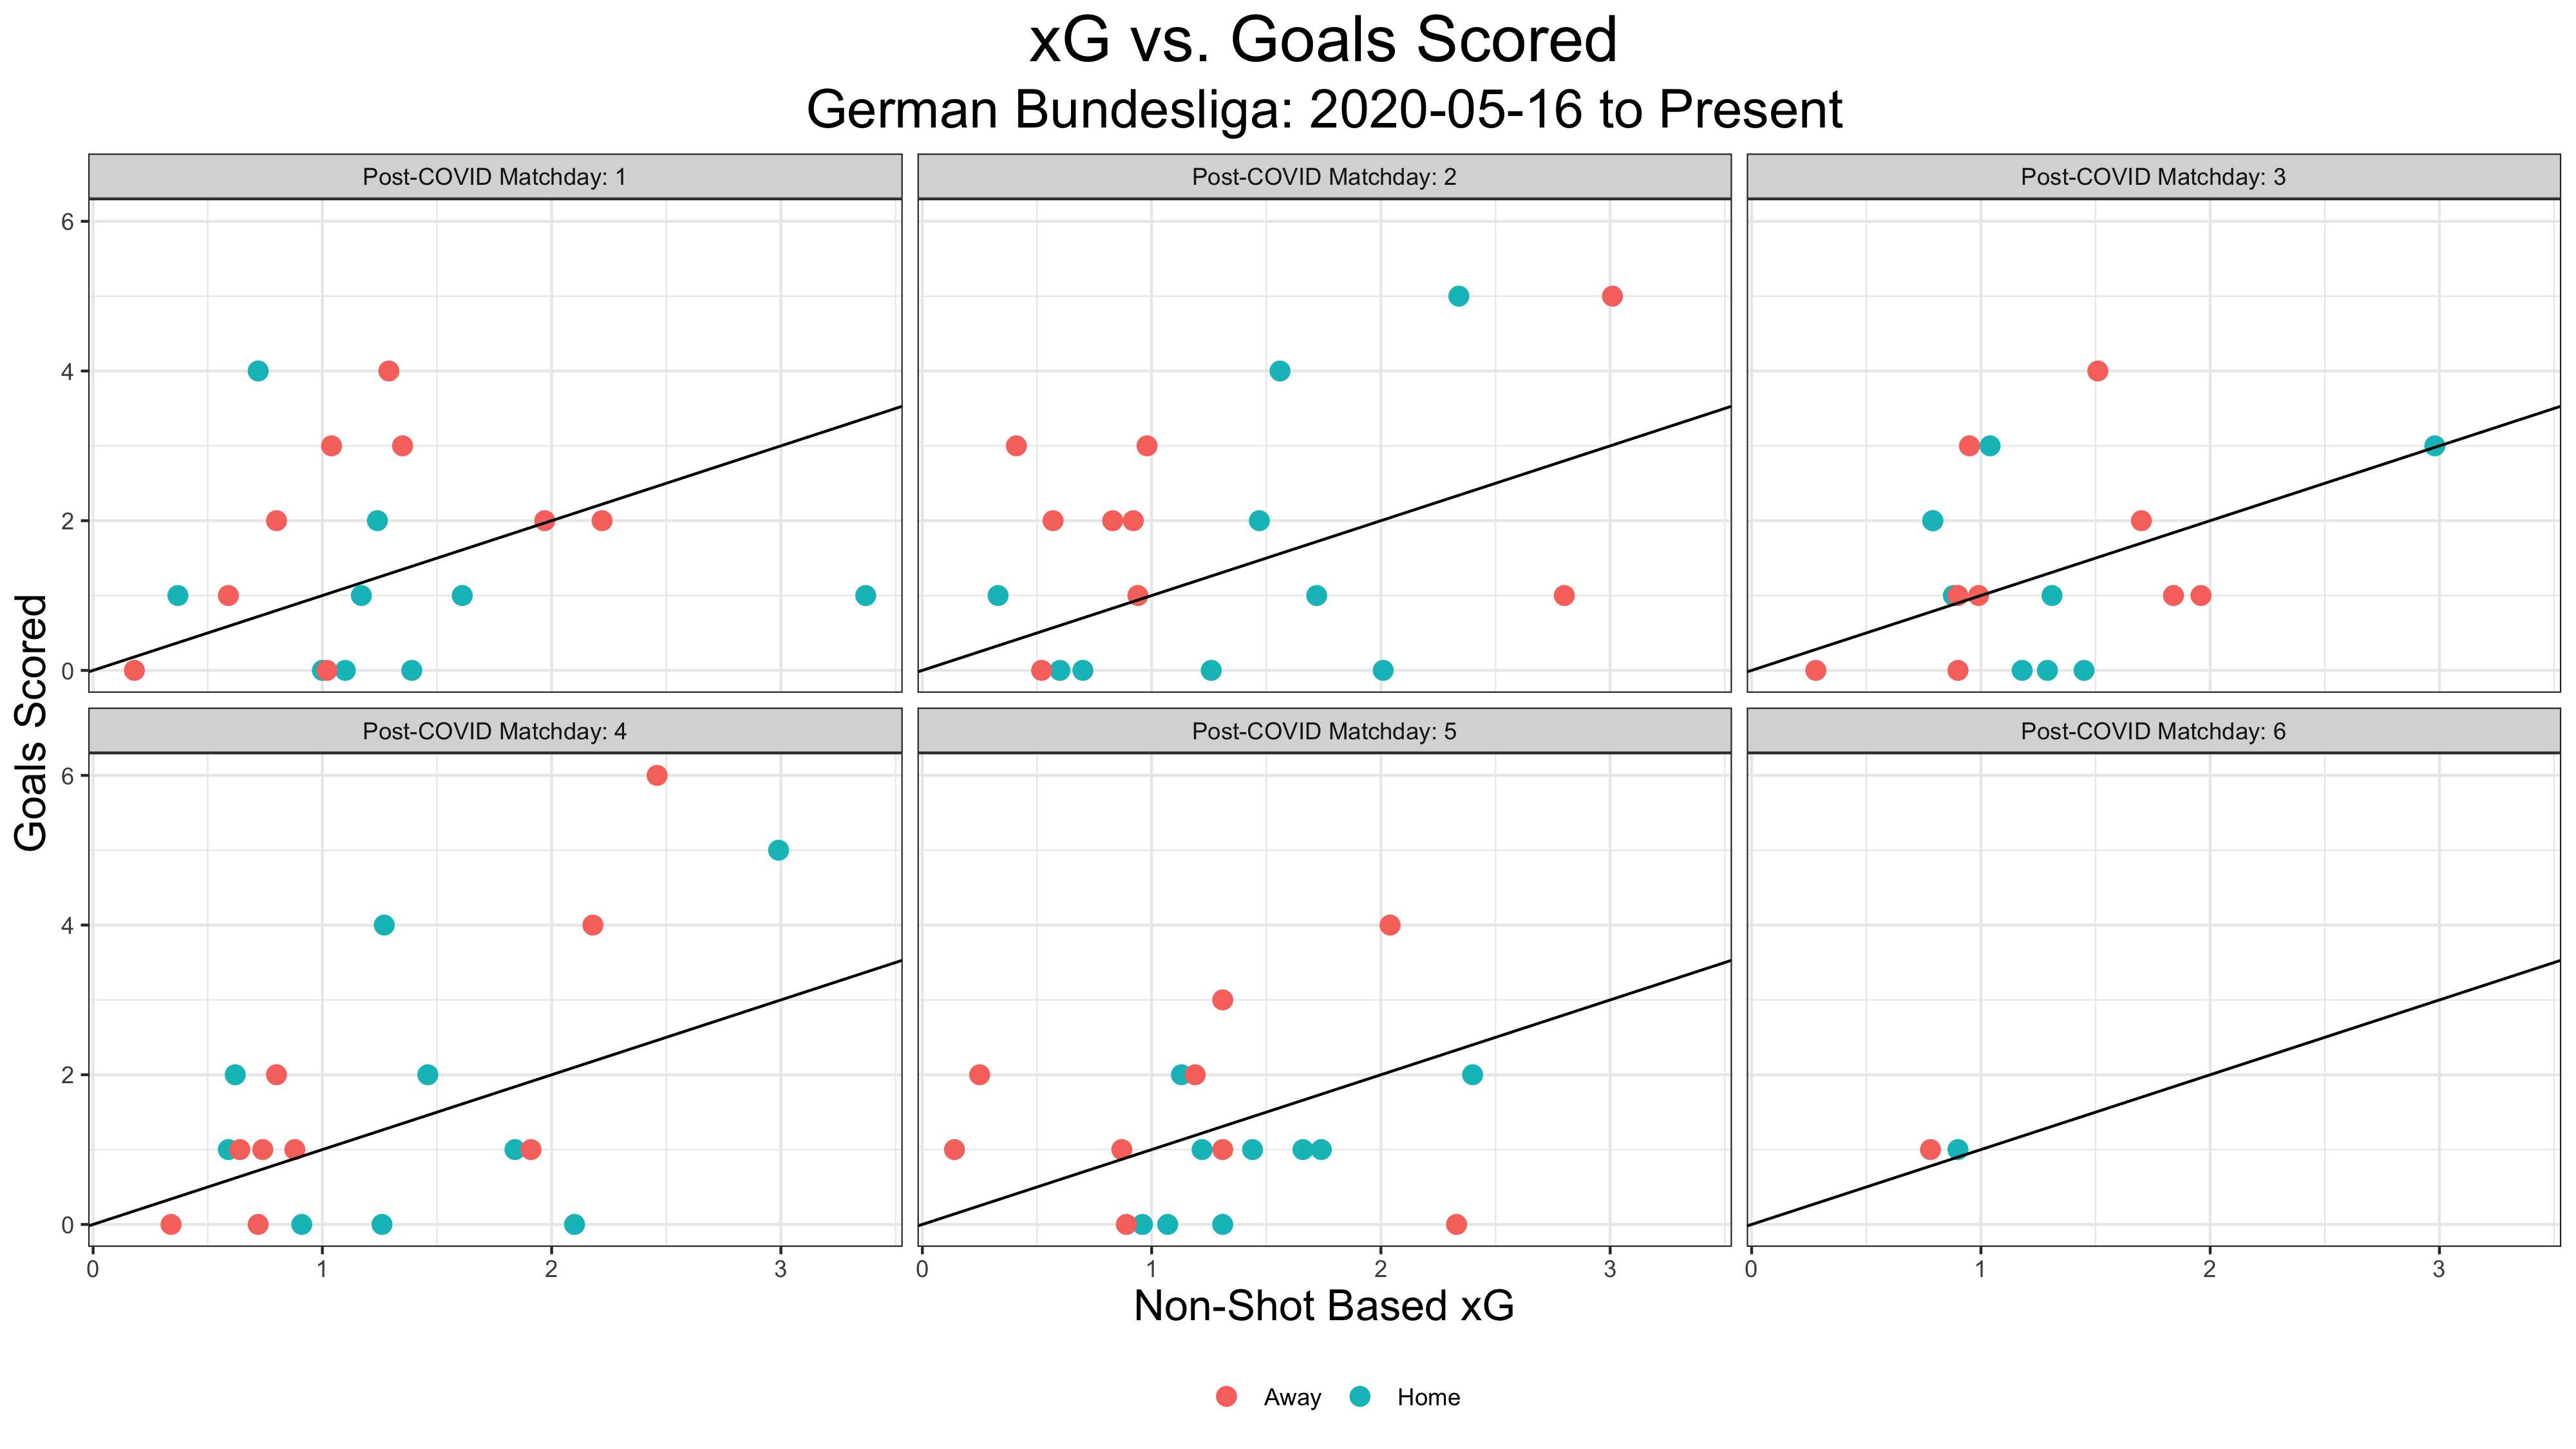 xG vs. Goals Scored
German Bundesliga: 2020-05-16 to Present
Post-COVID Matchday: 1
Post-COVID Matchday: 2
Post-COVID Matchday: 3
6
4
2
0
Post-COVID Matchday: 4
Post-COVID Matchday: 5
Post-COVID Matchday: 6
6
4
2
0
Goals Scored
0 1 2 3
0 1 2 3
0 1 2 3
Non-Shot Based xG
Away Home